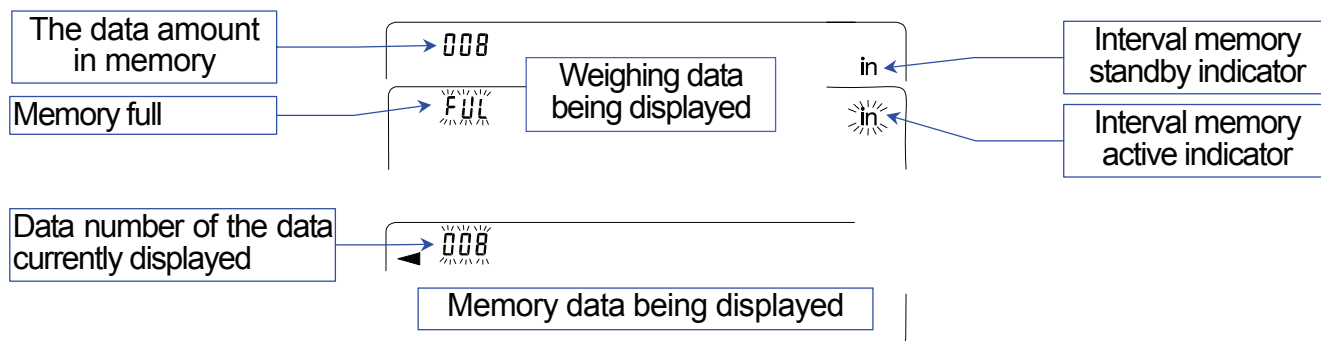 The data amount
in memory
008
Weighing data
being displayed
in
Interval memory
standby indicator
Memory full
FUL
in
Interval memory
active indicator
Data number of the data
currently displayed
008
Memory data being displayed